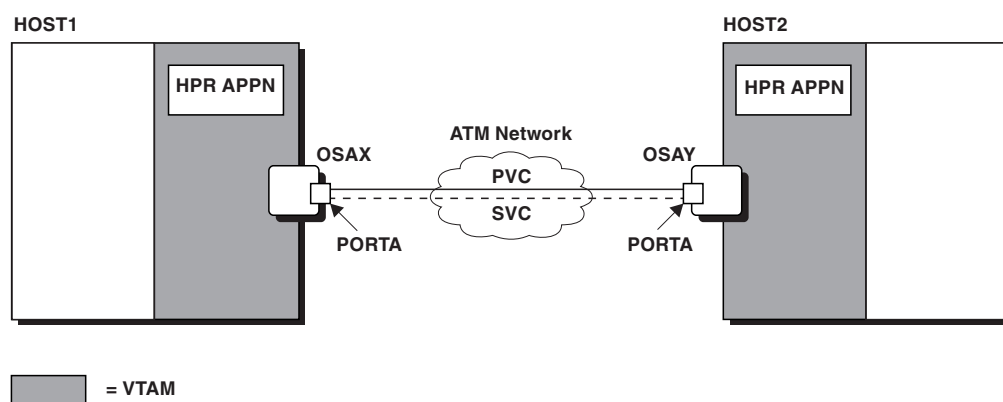 HOST1
HOST2
HPR APPN
HPR APPN
ATM Network
OSAX
OSAY
PVC
SVC
PORTA
PORTA
= VTAM